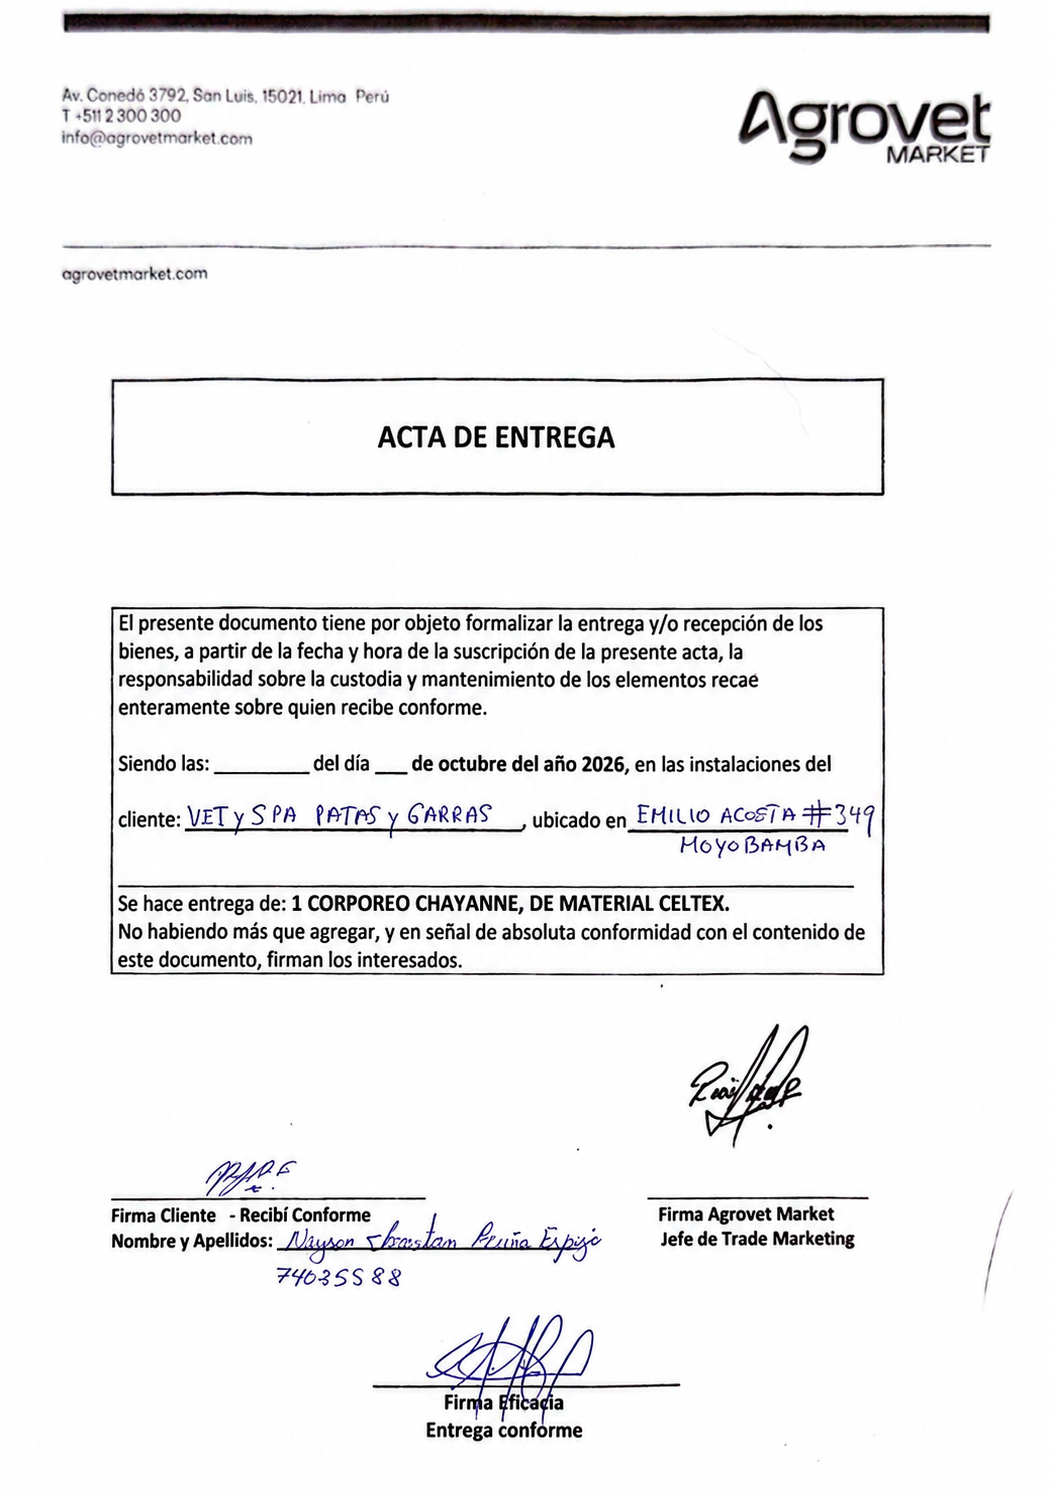 Av. Conedó 3792, San Luis, 15021, Lima Perú
T +511 2 300 300
info@agrovetmarket.com
Agrovet
MARKET
agrovetmarket.com
ACTA DE ENTREGA
El presente documento tiene por objeto formalizar la entrega y/o recepción de los
bienes, a partir de la fecha y hora de la suscripción de la presente acta, la
responsabilidad sobre la custodia y mantenimiento de los elementos recae
enteramente sobre quien recibe conforme.
Siendo las: _________ del día ___ de octubre del año 2026, en las instalaciones del
cliente: VET y SPA PATAS y GARRAS, ubicado en EMILIO ACOSTA #349
MOYOBAMBA
Se hace entrega de: 1 CORPOREO CHAYANNE, DE MATERIAL CELTEX.
No habiendo más que agregar, y en señal de absoluta conformidad con el contenido de
este documento, firman los interesados.
Firma Cliente - Recibí Conforme
Nombre y Apellidos: Nayson
74035588
Firma Agrovet Market
Jefe de Trade Marketing
Firma Eficacia
Entrega conforme